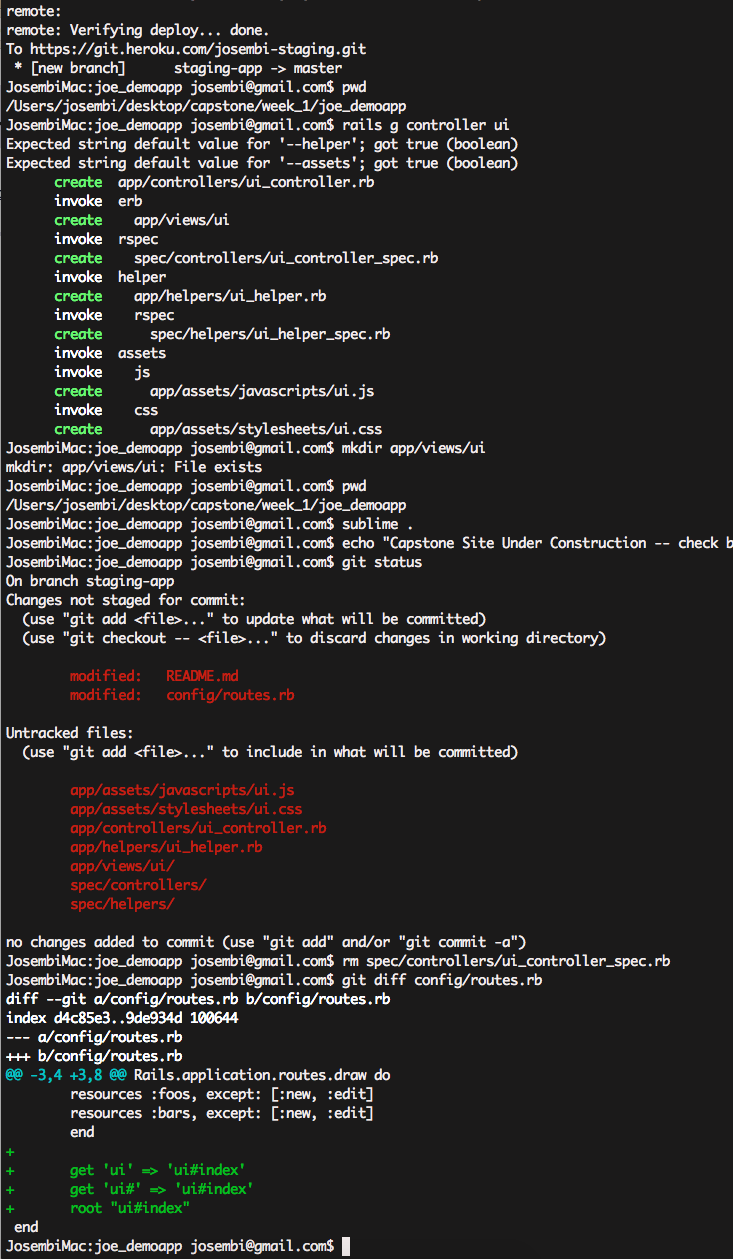 remote:
remote: Verifying deploy... done.
To https://git.heroku.com/josembi-staging.git
 * [new branch]      staging-app -> master
JosembiMac:joe_demoapp josembi@gmail.com$ pwd
/Users/josembi/desktop/capstone/week_1/joe_demoapp
JosembiMac:joe_demoapp josembi@gmail.com$ rails g controller ui
Expected string default value for '--helper'; got true (boolean)
Expected string default value for '--assets'; got true (boolean)
      create  app/controllers/ui_controller.rb
      invoke  erb
      create    app/views/ui
      invoke  rspec
      create    spec/controllers/ui_controller_spec.rb
      invoke  helper
      create    app/helpers/ui_helper.rb
      invoke    rspec
      create      spec/helpers/ui_helper_spec.rb
      invoke  assets
      invoke    js
      create      app/assets/javascripts/ui.js
      invoke    css
      create      app/assets/stylesheets/ui.css
JosembiMac:joe_demoapp josembi@gmail.com$ mkdir app/views/ui
mkdir: app/views/ui: File exists
JosembiMac:joe_demoapp josembi@gmail.com$ pwd
/Users/josembi/desktop/capstone/week_1/joe_demoapp
JosembiMac:joe_demoapp josembi@gmail.com$ sublime .
JosembiMac:joe_demoapp josembi@gmail.com$ echo "Capstone Site Under Construction -- check b
JosembiMac:joe_demoapp josembi@gmail.com$ git status
On branch staging-app
Changes not staged for commit:
  (use "git add <file>..." to update what will be committed)
  (use "git checkout -- <file>..." to discard changes in working directory)
        modified:   README.md
        modified:   config/routes.rb
Untracked files:
  (use "git add <file>..." to include in what will be committed)
        app/assets/javascripts/ui.js
        app/assets/stylesheets/ui.css
        app/controllers/ui_controller.rb
        app/helpers/ui_helper.rb
        app/views/ui/
        spec/controllers/
        spec/helpers/
no changes added to commit (use "git add" and/or "git commit -a")
JosembiMac:joe_demoapp josembi@gmail.com$ rm spec/controllers/ui_controller_spec.rb
JosembiMac:joe_demoapp josembi@gmail.com$ git diff config/routes.rb
diff --git a/config/routes.rb b/config/routes.rb
index d4c85e3..9de934d 100644
--- a/config/routes.rb
+++ b/config/routes.rb
@@ -3,4 +3,8 @@ Rails.application.routes.draw do
        resources :foos, except: [:new, :edit]
        resources :bars, except: [:new, :edit]
        end
+
+       get 'ui' => 'ui#index'
+       get 'ui#' => 'ui#index'
+       root "ui#index"
 end
JosembiMac:joe_demoapp josembi@gmail.com$